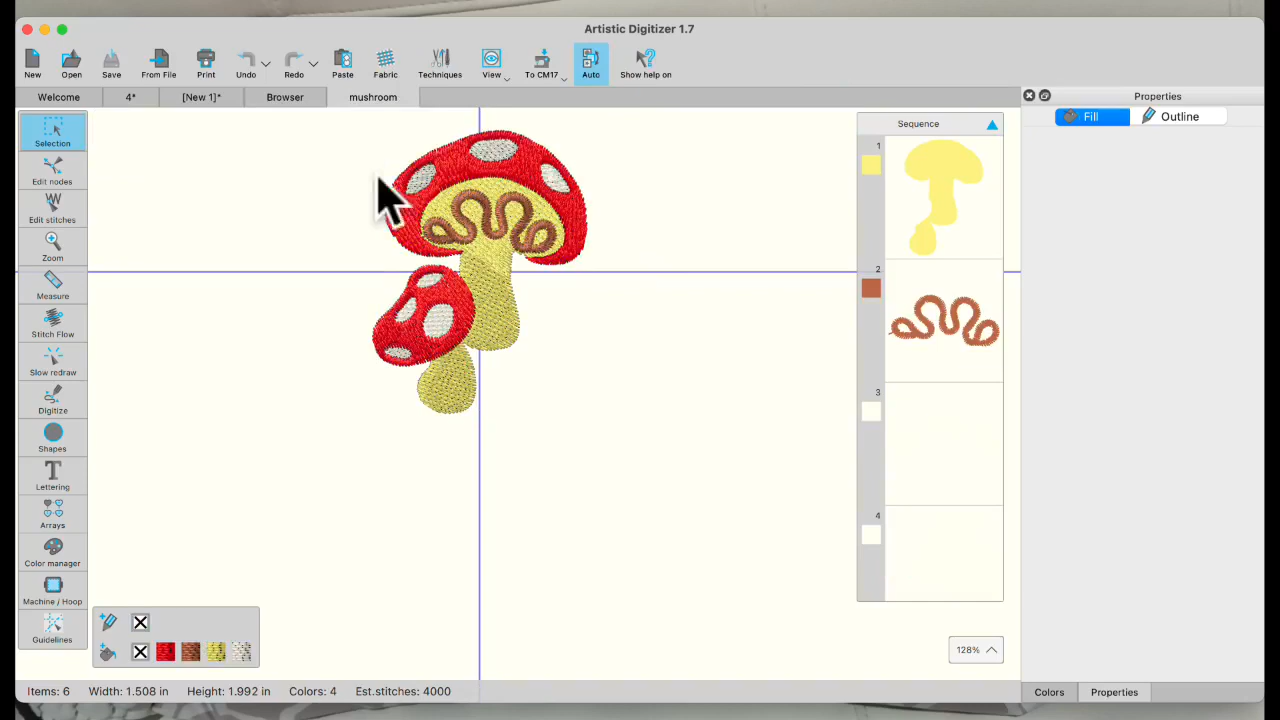 Artistic Digitizer 1.7
New Open Save From File Print Undo Redo Paste Fabric Techniques View To CM17 Auto Show help on
Welcome 4* [New 1]* Browser mushroom
Properties
Fill Outline
Selection
Edit nodes
Edit stitches
Zoom
Measure
Stitch Flow
Slow redraw
Digitize
Shapes
Lettering
Arrays
Color manager
Machine / Hoop
Guidelines
Sequence
1
2
3
4
128%
Items: 6 Width: 1.508 in Height: 1.992 in Colors: 4 Est.stitches: 4000
Colors Properties